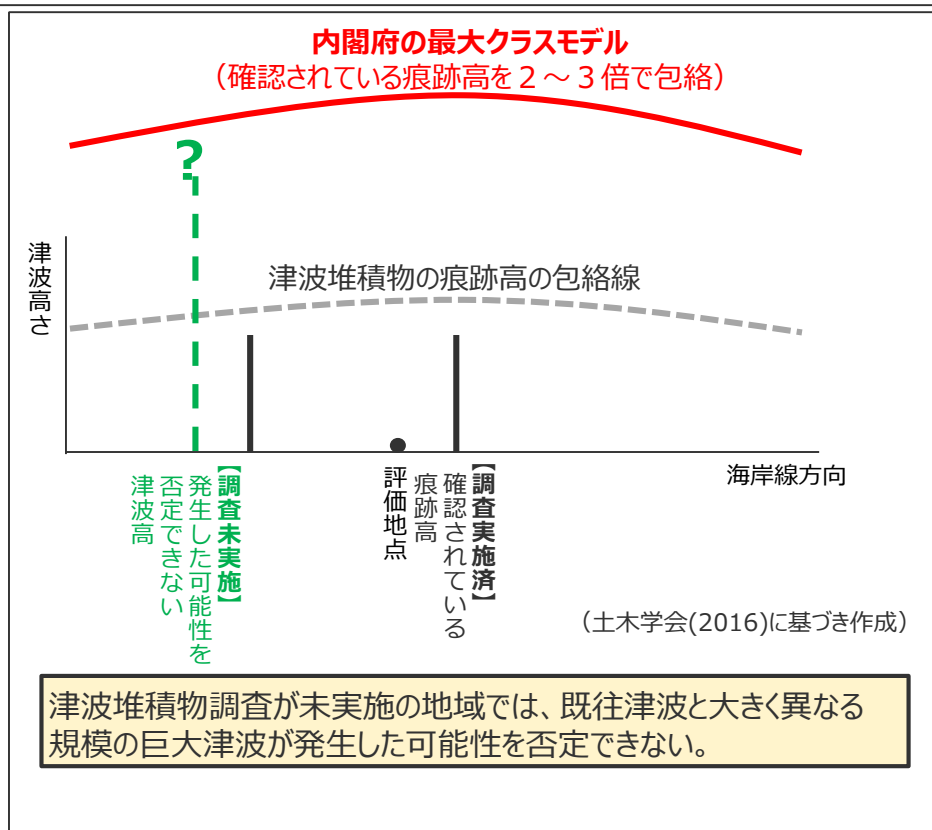 内閣府の最大クラスモデル
（確認されている痕跡高を２～３倍で包絡）
?
津波高さ
津波堆積物の痕跡高の包絡線
海岸線方向
【調査未実施】
発生した可能性を
否定できない
津波高
評価地点
【調査実施済】
確認されている
痕跡高
（土木学会(2016)に基づき作成）
津波堆積物調査が未実施の地域では、既往津波と大きく異なる
規模の巨大津波が発生した可能性を否定できない。